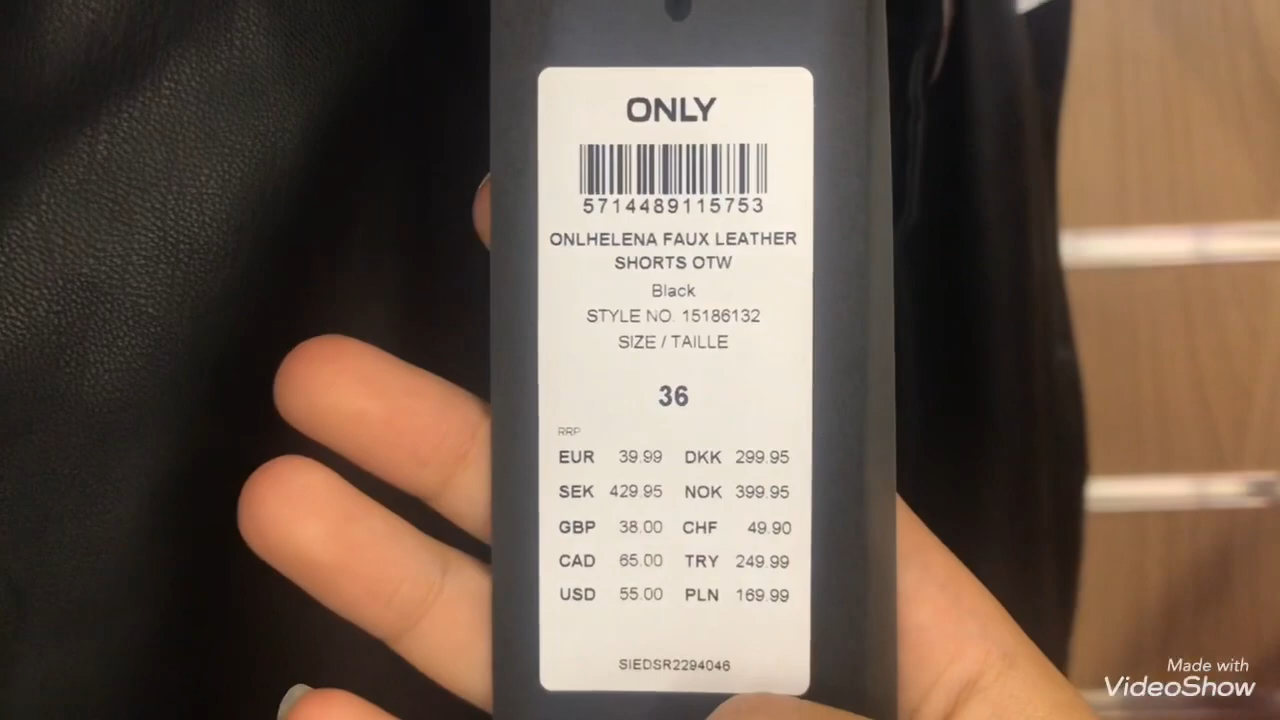 ONLY
5714489115753
ONLHELENA FAUX LEATHER
SHORTS OTW
Black
STYLE NO. 15186132
SIZE / TAILLE
36
RRP
EUR 39.99 DKK 299.95
SEK 429.95 NOK 399.95
GBP 38.00 CHF 49.90
CAD 65.00 TRY 249.99
USD 55.00 PLN 169.99
SIEDSR2294046
Made with
VideoShow